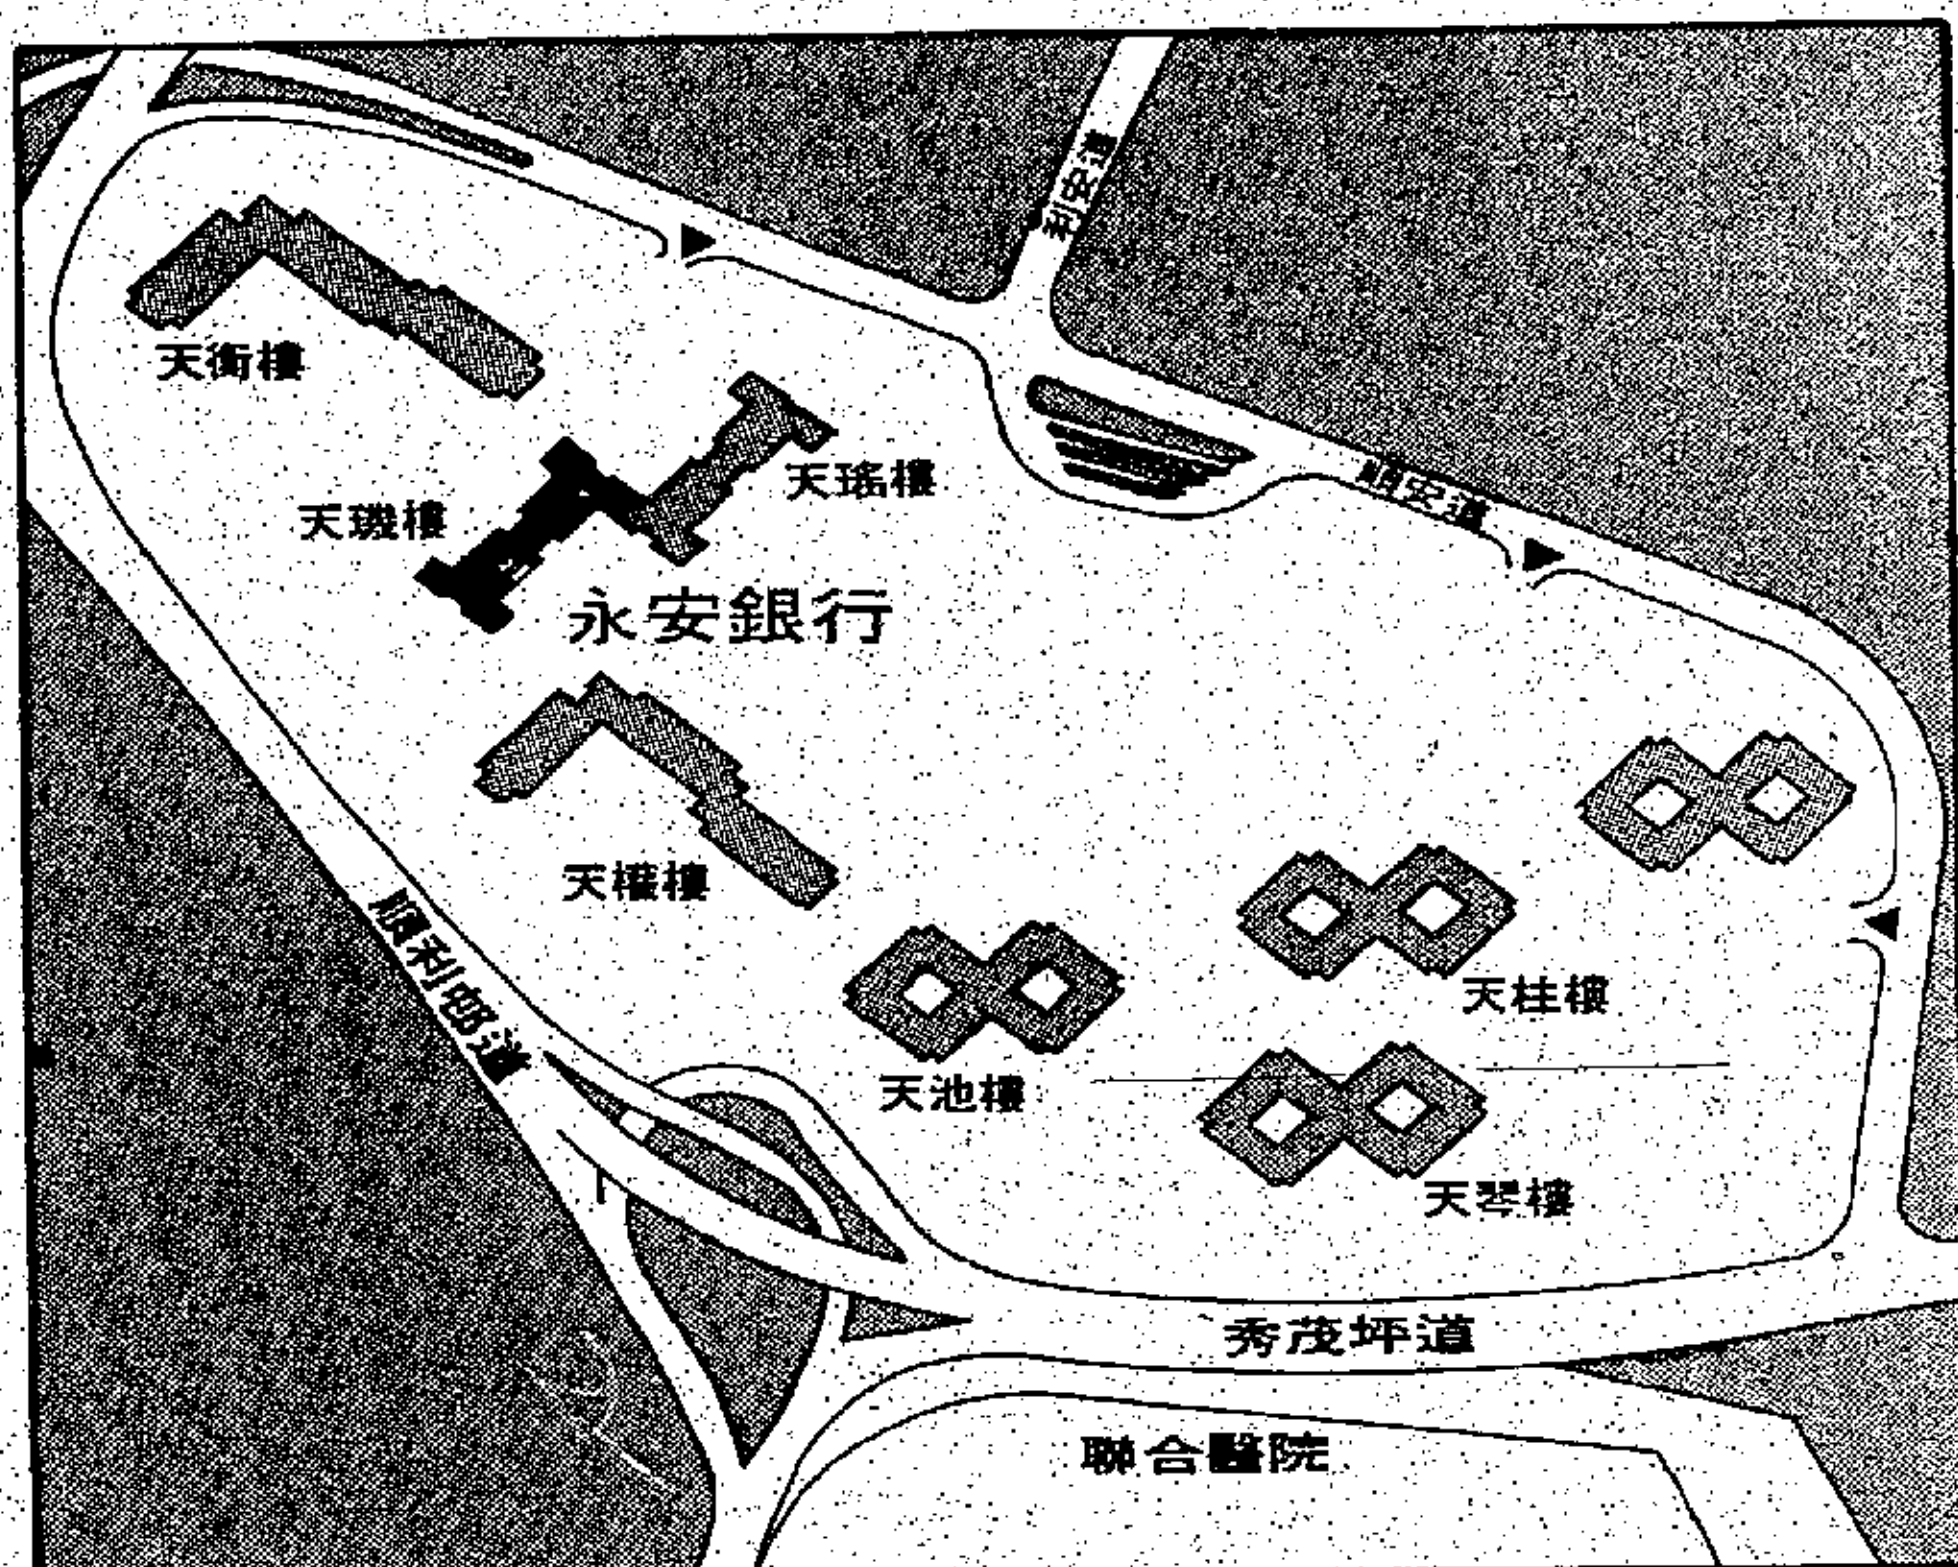 利安道
天衡樓
天瑤樓
順安道
天璣樓
永安銀行
天權樓
順利邨道
天桂樓
天池樓
天琴樓
秀茂坪道
聯合醫院